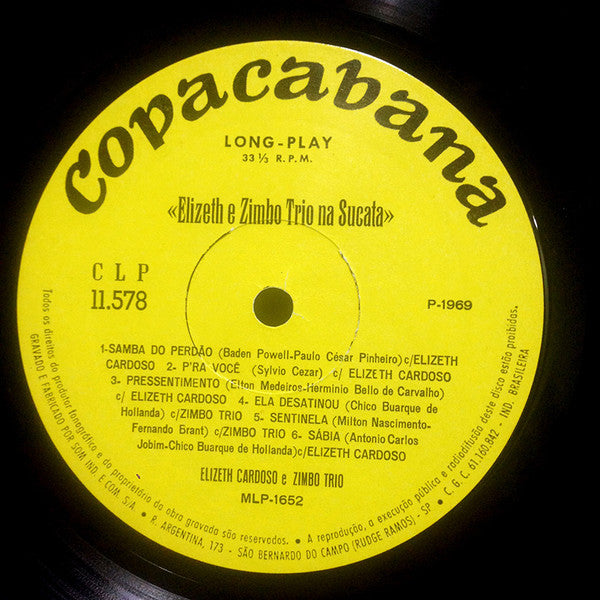 Copacabana
LONG-PLAY
33 ⅓ R.P.M.
«Elizeth e Zimbo Trio na Sucata»
CLP
11.578
P-1969
1-SAMBA DO PERDÃO (Baden Powell-Paulo César Pinheiro) c/ELIZETH
CARDOSO 2- P'RA VOCÊ (Sylvio Cezar) c/ ELIZETH CARDOSO
3- PRESSENTIMENTO (Elton Medeiros-Herminio Bello de Carvalho)
c/ ELIZETH CARDOSO 4- ELA DESATINOU (Chico Buarque de
Hollanda) c/ZIMBO TRIO 5- SENTINELA (Milton Nascimento-
Fernando Brant) c/ZIMBO TRIO 6- SÁBIA (Antonio Carlos
Jobim-Chico Buarque de Hollanda)c/ELIZETH CARDOSO
ELIZETH CARDOSO e ZIMBO TRIO
MLP-1652
Todos os direitos do produto fonográfico e do proprietário da obra gravada são reservados. • A reprodução, a execução pública e radiodifusão deste disco estão proibidas.
GRAVADO E FABRICADO POR SOM IND. E COM. S/A • R. ARGENTINA, 173 - SÃO BERNARDO DO CAMPO (RUDGE RAMOS) - SP • C. G. C. 61.160.842 - IND. BRASILEIRA